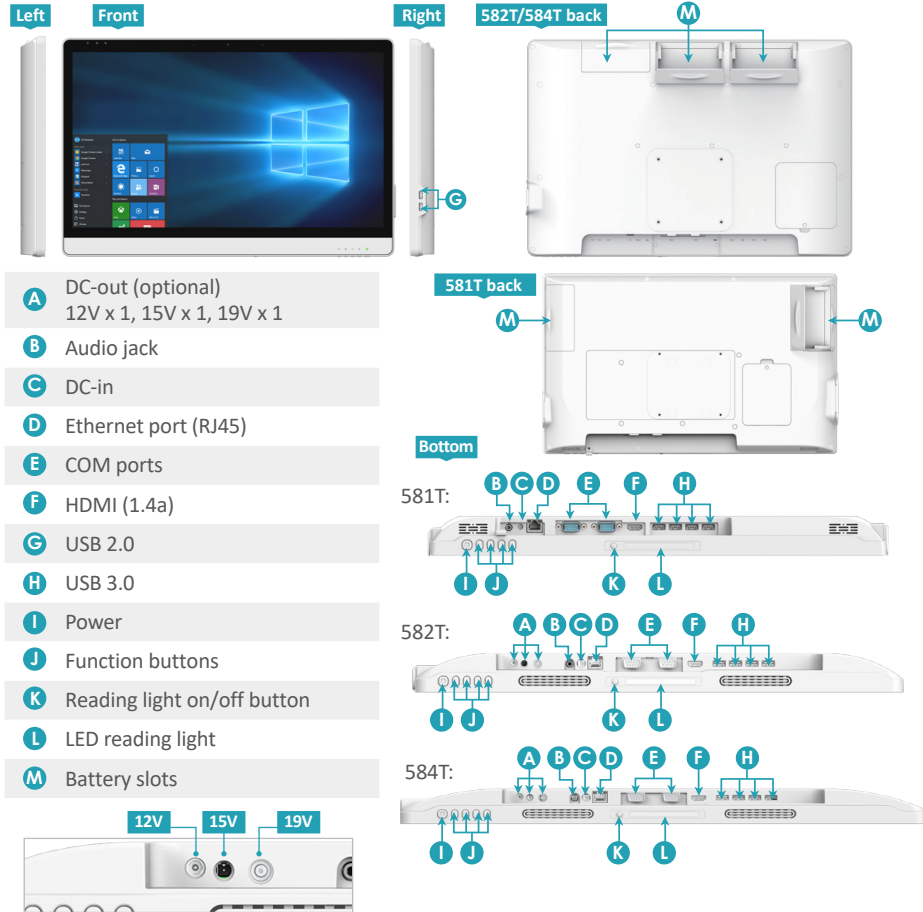 Left
Front
Right
582T/584T back
M
G
A DC-out (optional)
12V x 1, 15V x 1, 19V x 1
B Audio jack
C DC-in
D Ethernet port (RJ45)
E COM ports
F HDMI (1.4a)
G USB 2.0
H USB 3.0
I Power
J Function buttons
K Reading light on/off button
L LED reading light
M Battery slots
12V 15V 19V
581T back
M M
Bottom
581T:
B C D E F H
I J K L
582T:
A B C D E F H
I J K L
584T:
A B C D E F H
I J K L